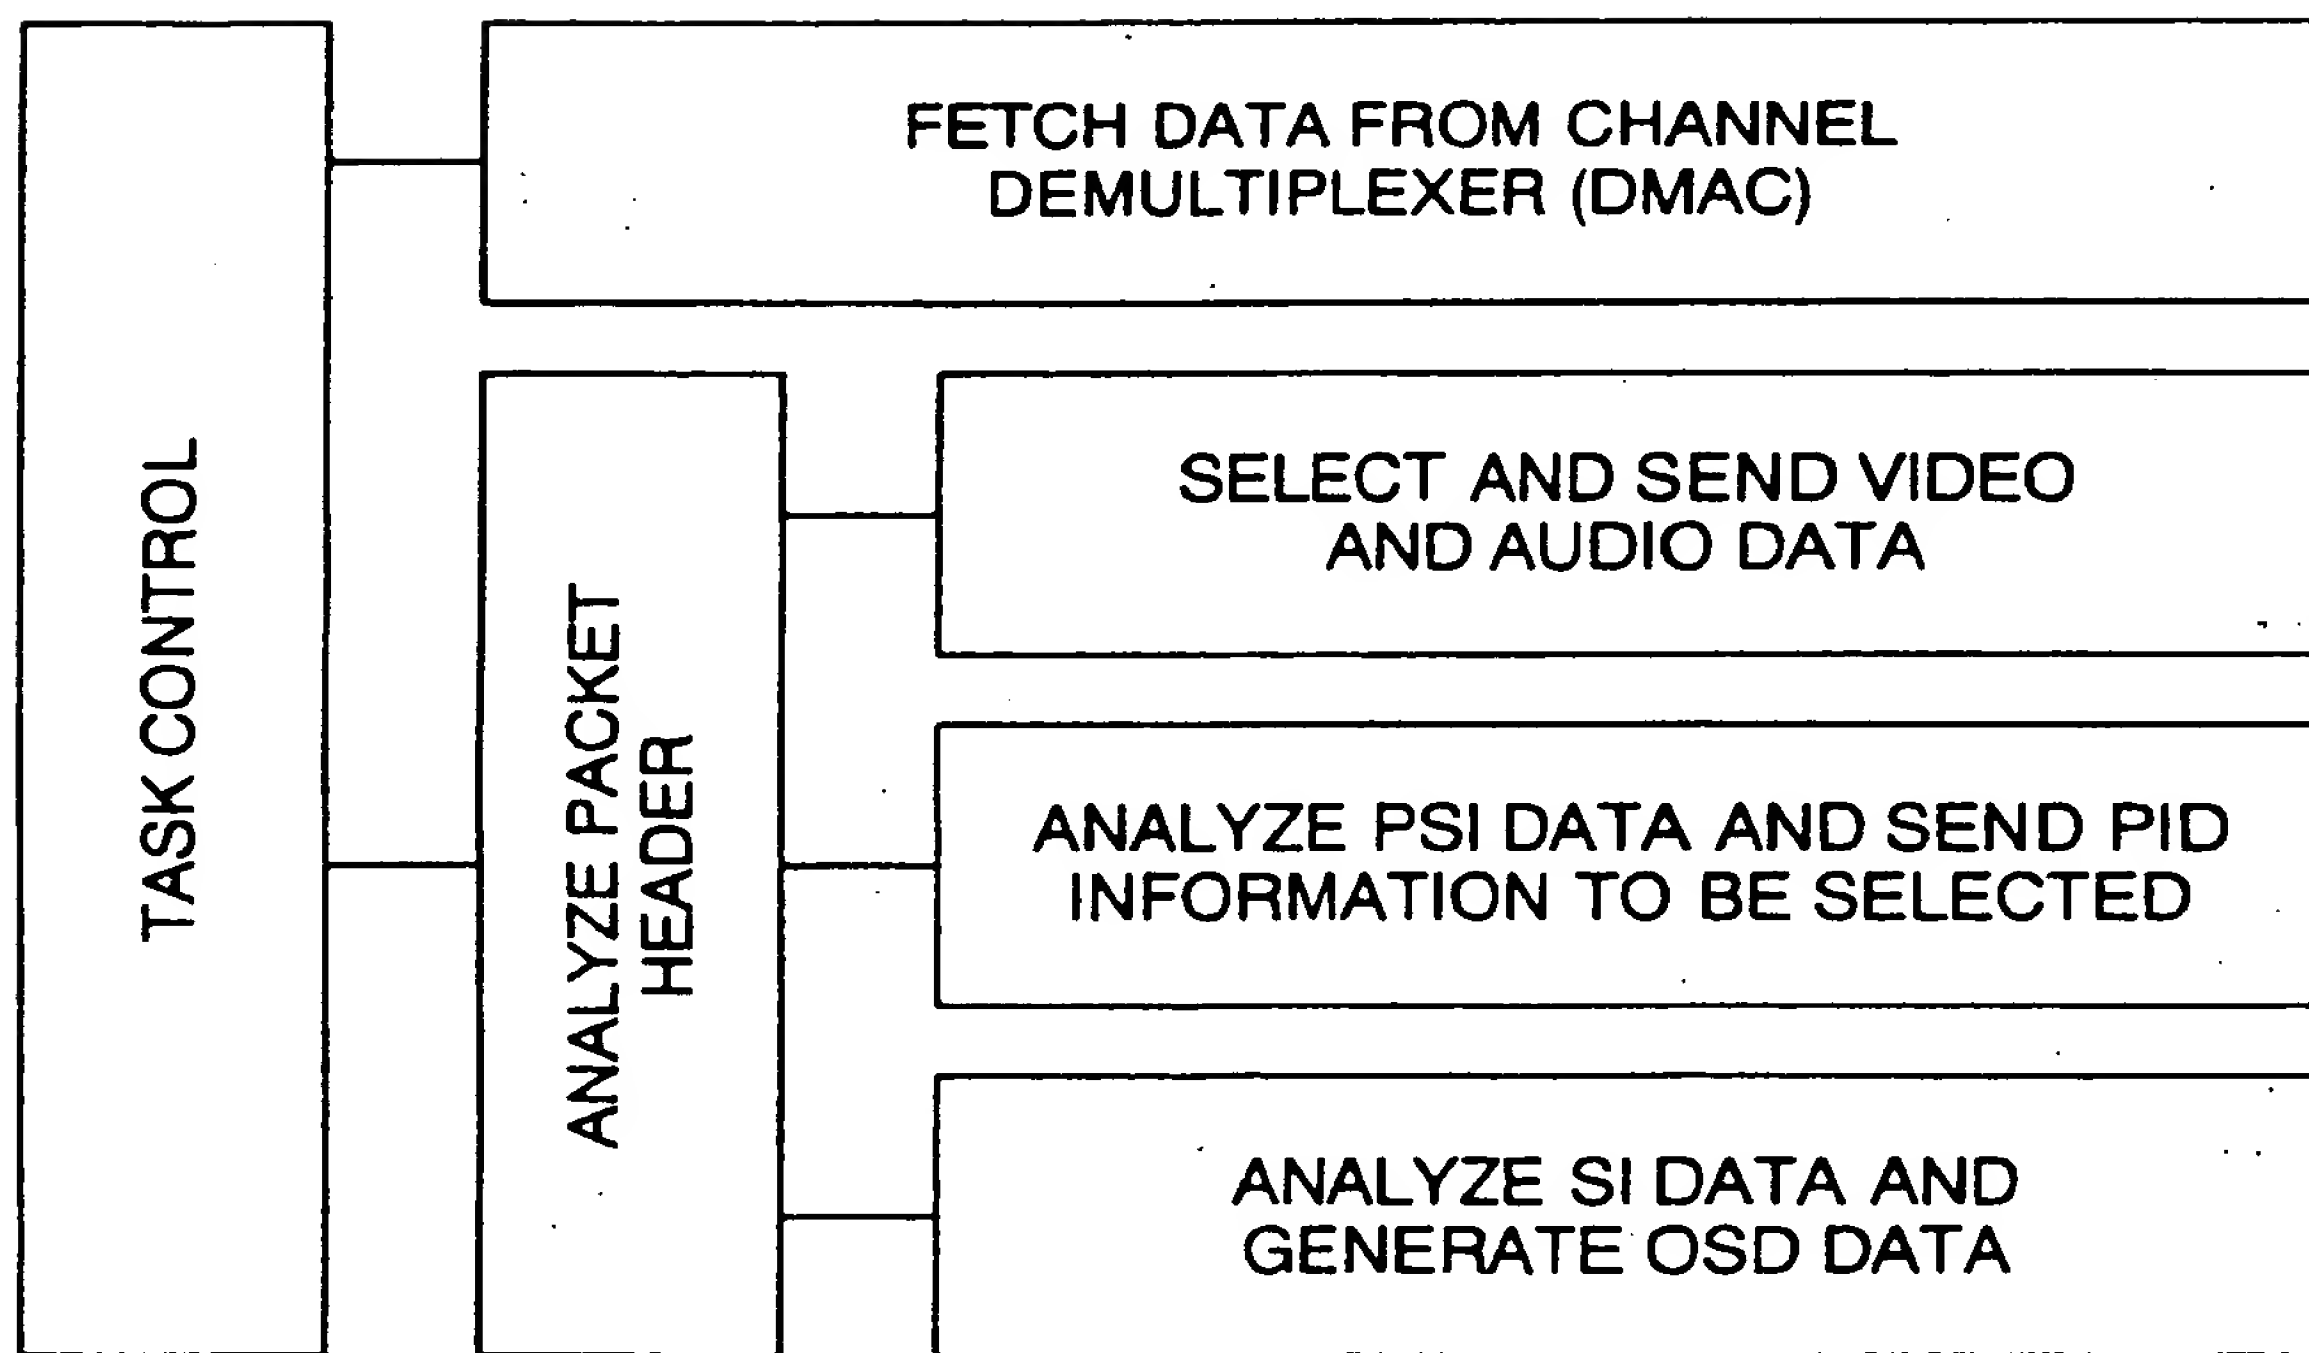 TASK CONTROL
FETCH DATA FROM CHANNEL
DEMULTIPLEXER (DMAC)
ANALYZE PACKET
HEADER
SELECT AND SEND VIDEO
AND AUDIO DATA
ANALYZE PSI DATA AND SEND PID
INFORMATION TO BE SELECTED
ANALYZE SI DATA AND
GENERATE OSD DATA